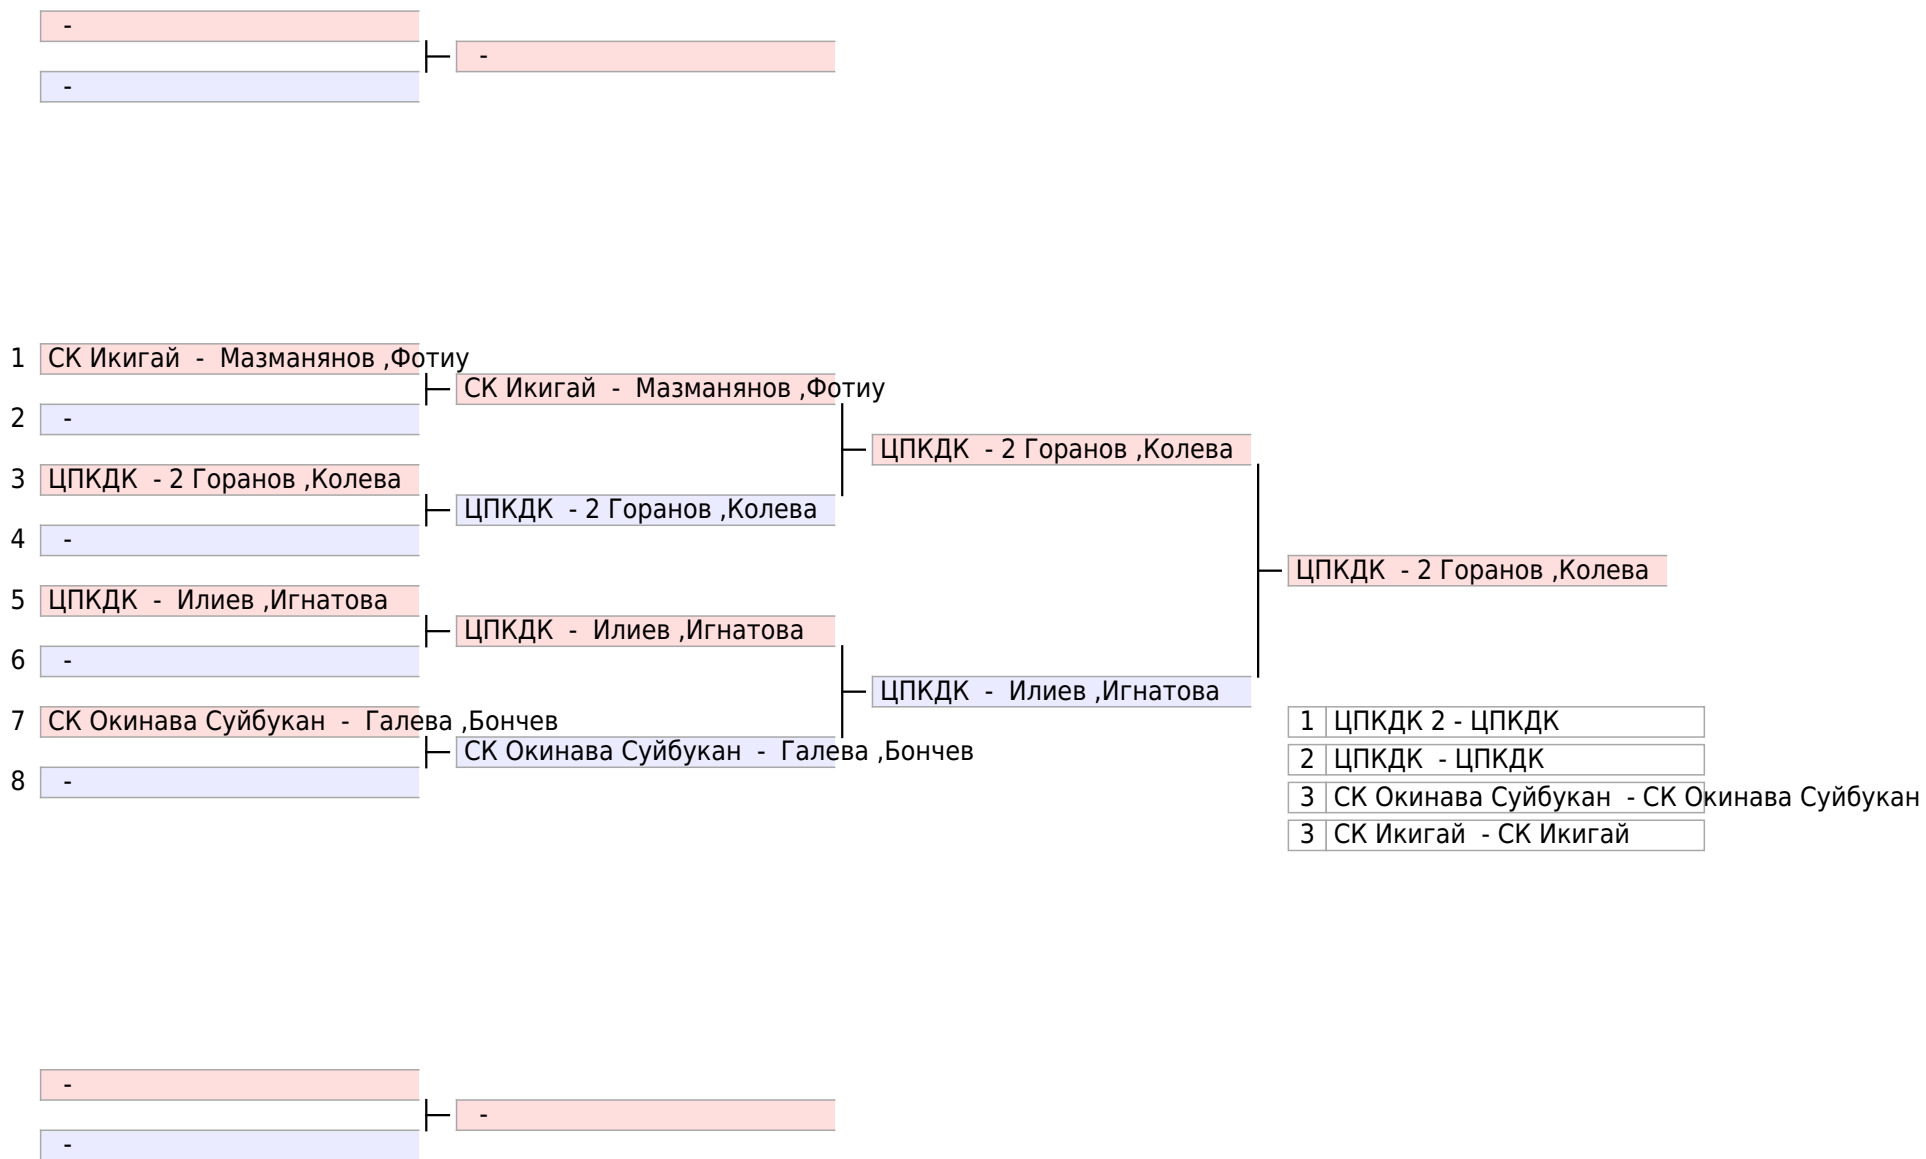 -
-
-
1 СК Икигай - Мазманянов ,Фотиу
СК Икигай - Мазманянов ,Фотиу
2 -
ЦПКДК - 2 Горанов ,Колева
3 ЦПКДК - 2 Горанов ,Колева
ЦПКДК - 2 Горанов ,Колева
4 -
ЦПКДК - 2 Горанов ,Колева
5 ЦПКДК - Илиев ,Игнатова
ЦПКДК - Илиев ,Игнатова
6 -
ЦПКДК - Илиев ,Игнатова
7 СК Окинава Суйбукан - Галева ,Бончев
1 ЦПКДК 2 - ЦПКДК
СК Окинава Суйбукан - Галева ,Бончев
2 ЦПКДК - ЦПКДК
8 -
3 СК Окинава Суйбукан - СК Окинава Суйбукан
3 СК Икигай - СК Икигай
-
-
-